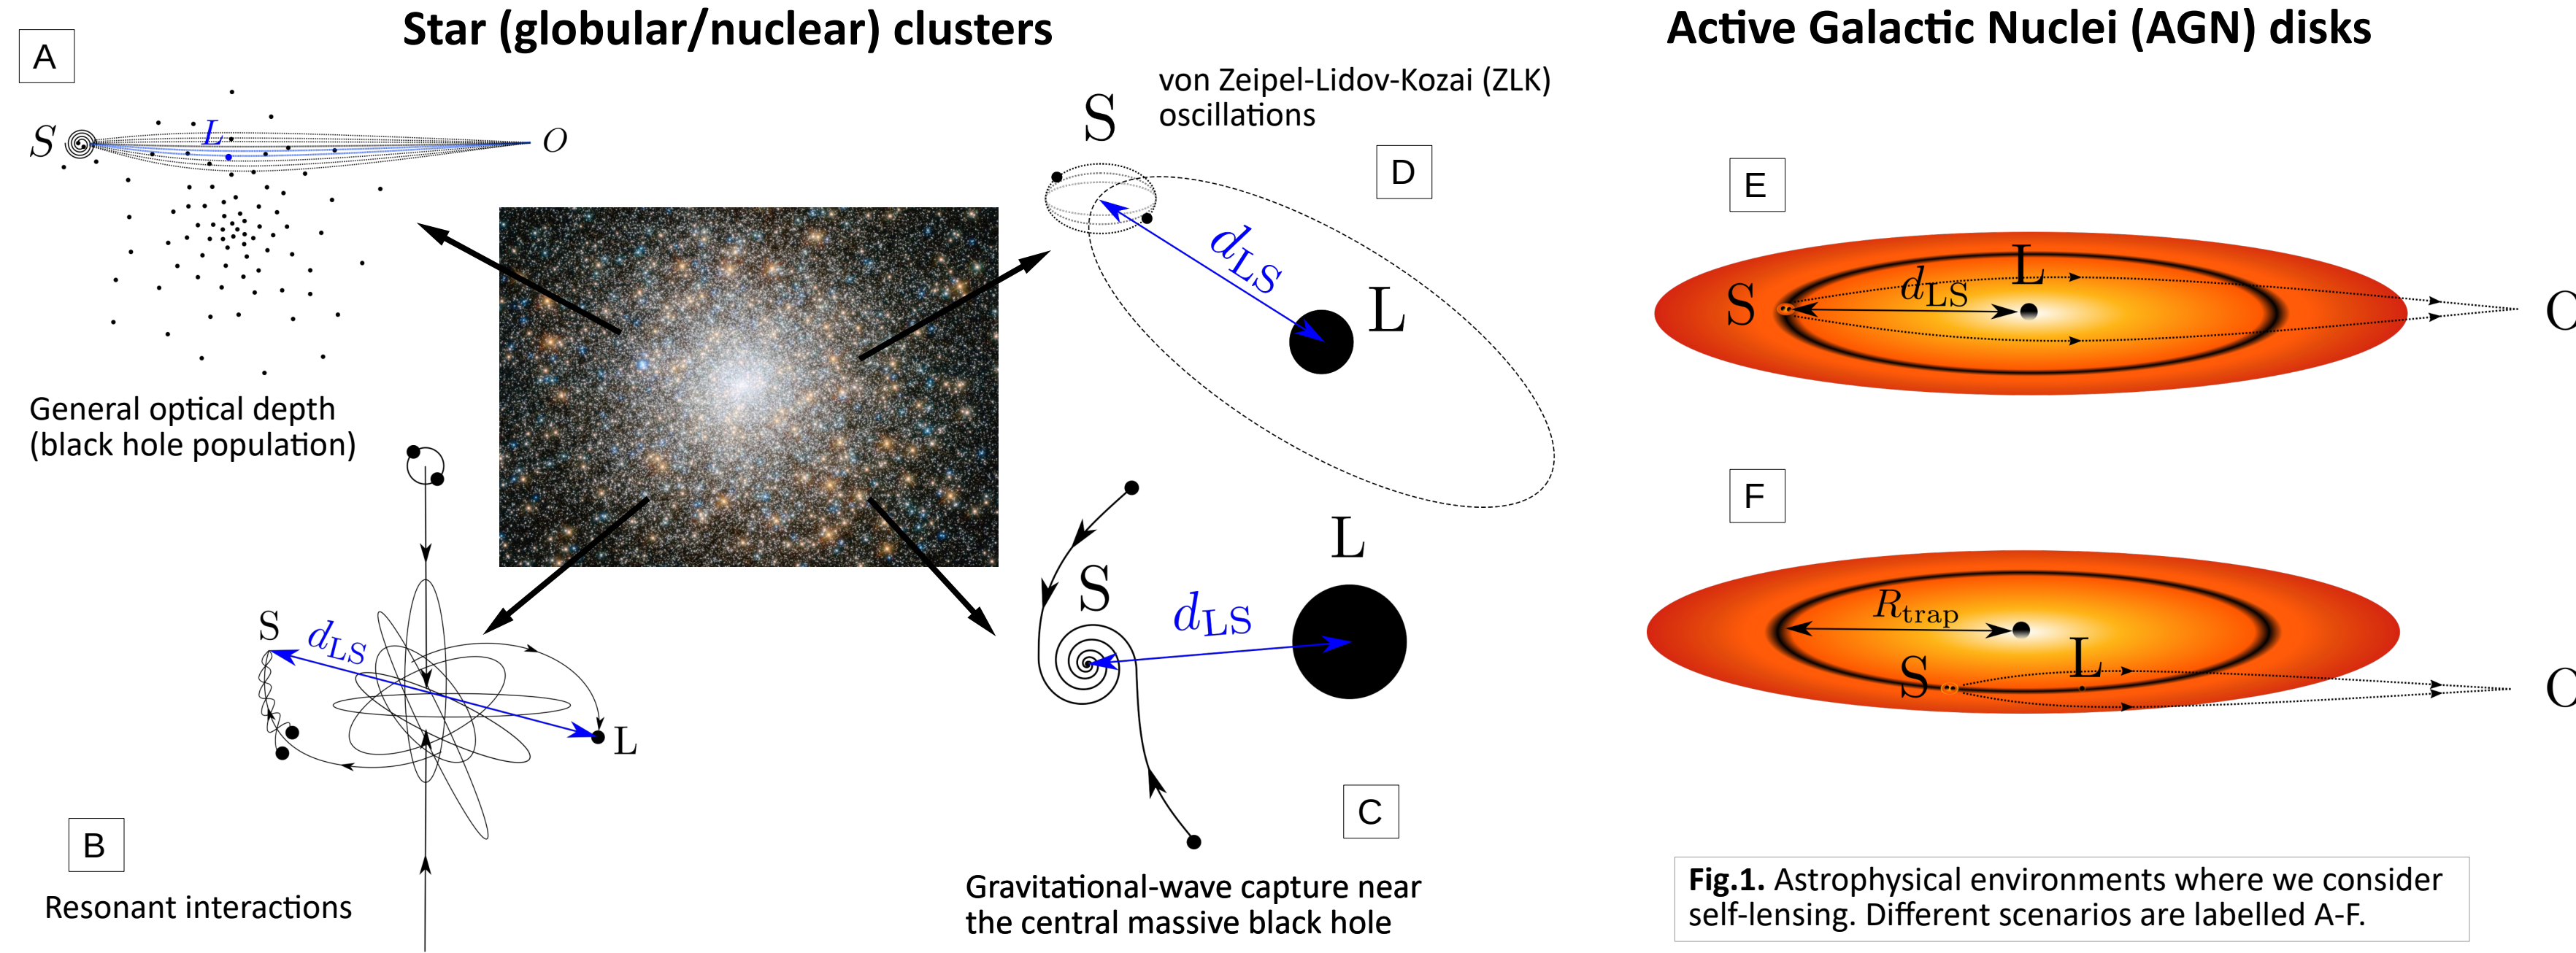 Star (globular/nuclear) clusters
A
S
L
O
General optical depth
(black hole population)
von Zeipel-Lidov-Kozai (ZLK)
oscillations
S
D
dLS
L
S
dLS
L
B
Resonant interactions
L
S
dLS
C
Gravitational-wave capture near
the central massive black hole
Active Galactic Nuclei (AGN) disks
E
L
S
dLS
O
F
Rtrap
L
S
O
Fig.1. Astrophysical environments where we consider
self-lensing. Different scenarios are labelled A-F.